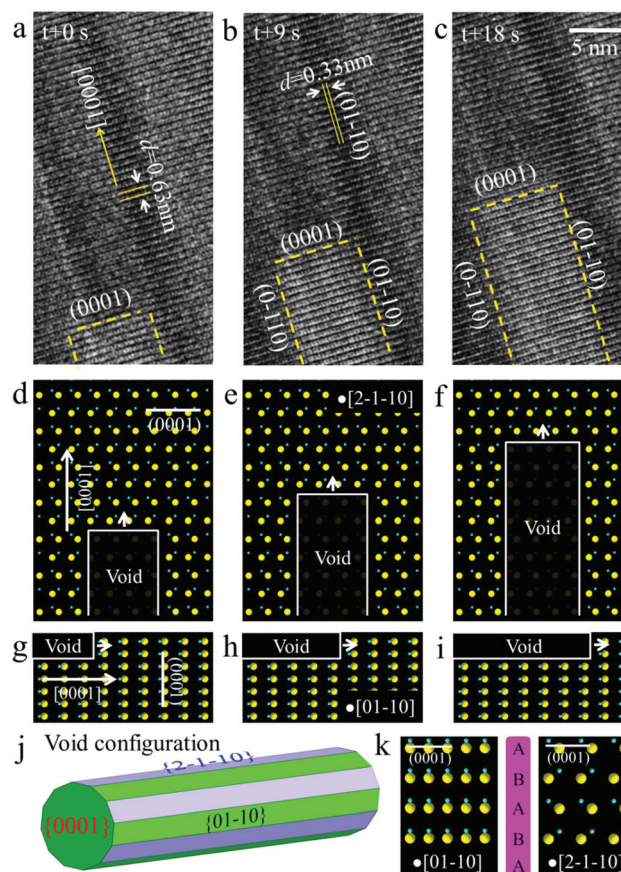 a
t+0 s
[0001]
d=0.63nm
(0001)
b
t+9 s
d=0.33nm
(01-10)
(0001)
(0-110)
(01-10)
c
t+18 s
5 nm
(0001)
(0-110)
(01-10)
d
(0001)
[0001]
Void
e
[2-1-10]
Void
f
Void
g
Void
[0001]
(0001)
h
Void
[01-10]
i
Void
j
Void configuration
{2-1-10}
{0001}
{01-10}
k
(0001)
[01-10]
A
B
A
B
A
(0001)
[2-1-10]